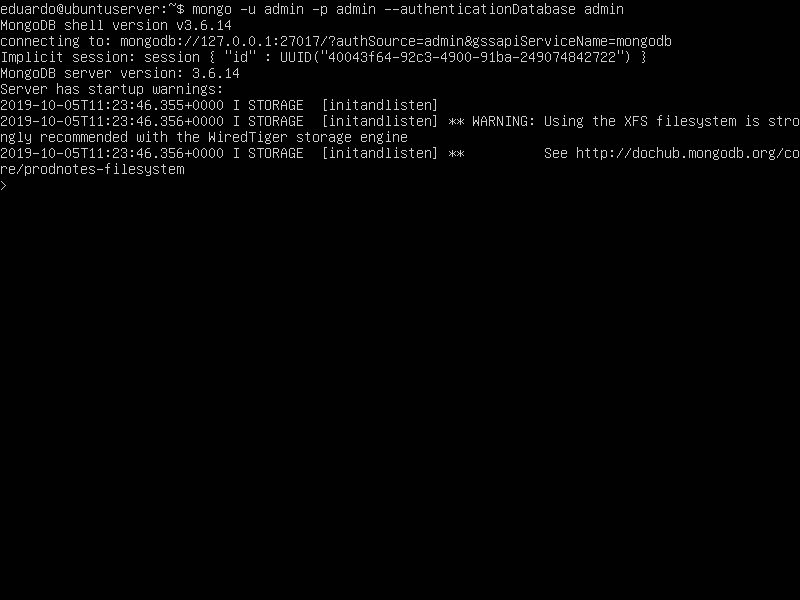 eduardo@ubuntuserver:~$ mongo -u admin -p admin --authenticationDatabase admin
MongoDB shell version v3.6.14
connecting to: mongodb://127.0.0.1:27017/?authSource=admin&gssapiServiceName=mongodb
Implicit session: session { "id" : UUID("40043f64-92c3-4900-91ba-249074842722") }
MongoDB server version: 3.6.14
Server has startup warnings:
2019-10-05T11:23:46.355+0000 I STORAGE  [initandlisten]
2019-10-05T11:23:46.356+0000 I STORAGE  [initandlisten] ** WARNING: Using the XFS filesystem is stro
ngly recommended with the WiredTiger storage engine
2019-10-05T11:23:46.356+0000 I STORAGE  [initandlisten] **          See http://dochub.mongodb.org/co
re/prodnotes-filesystem
>